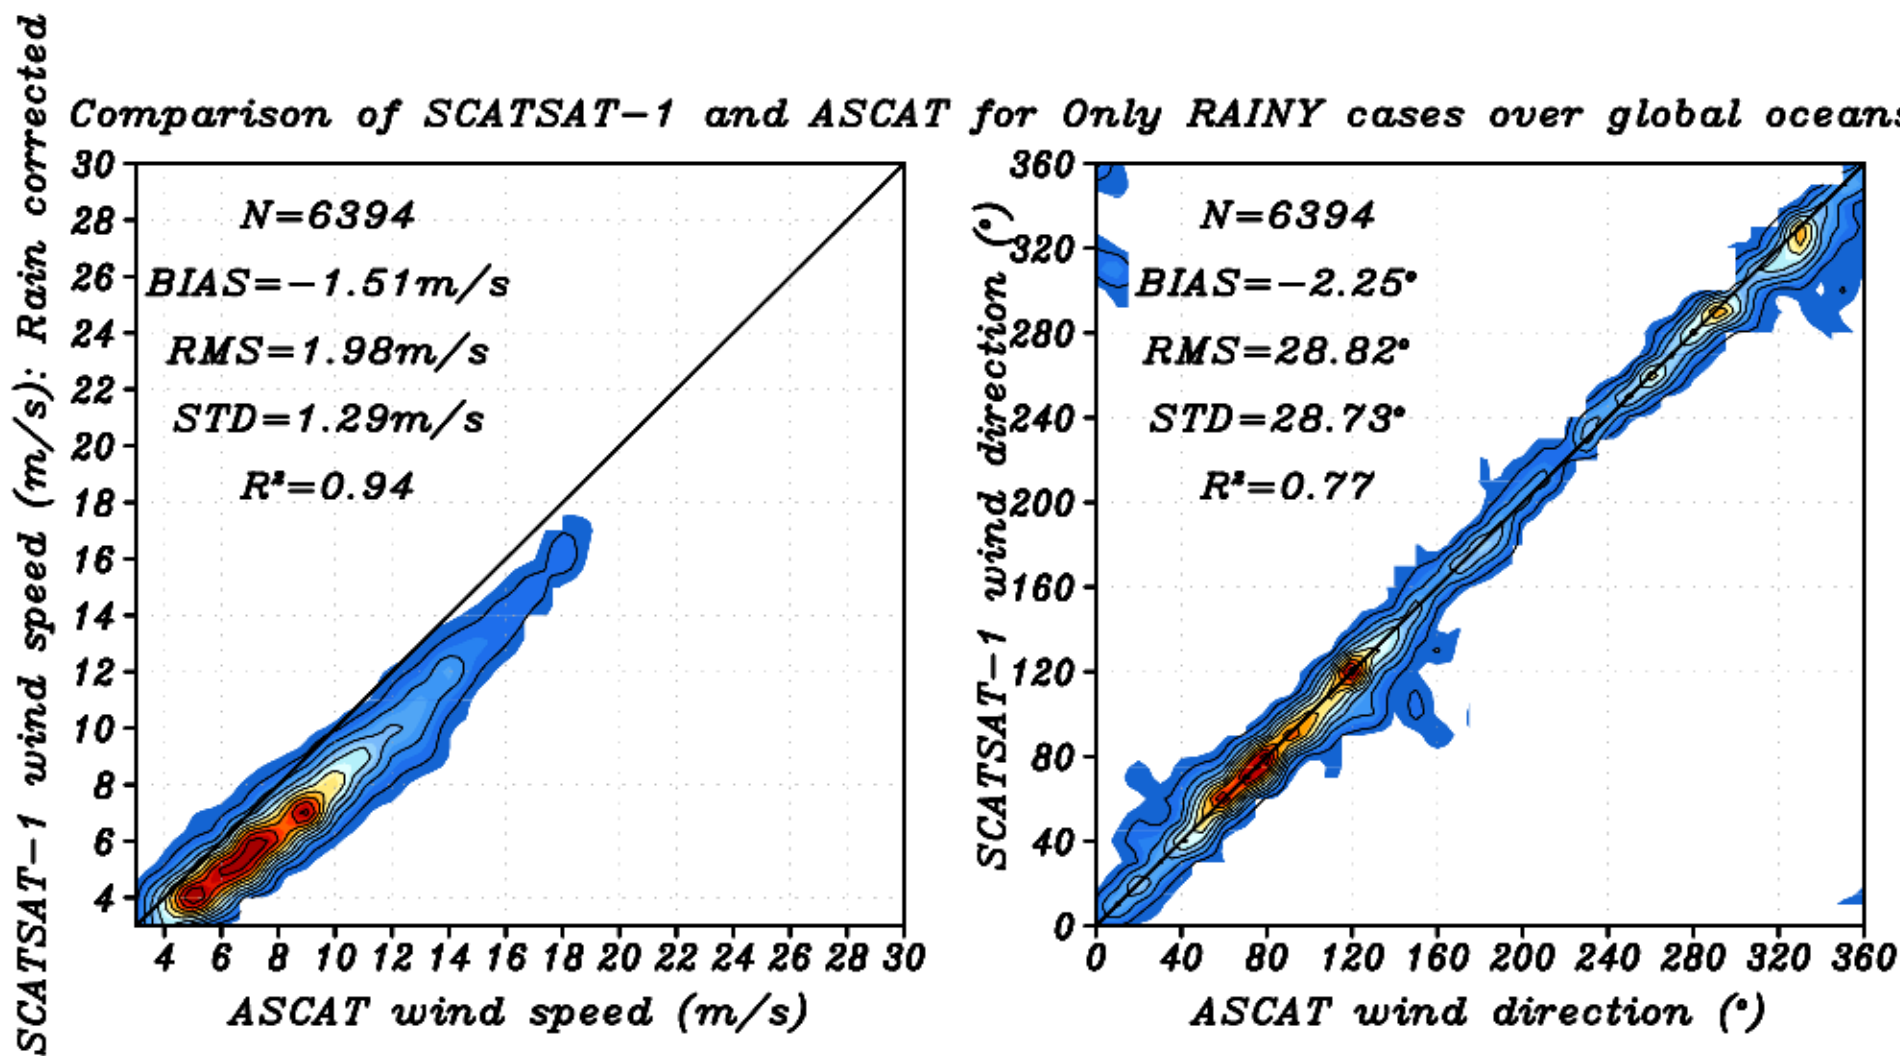 Comparison of SCATSAT-1 and ASCAT for Only RAINY cases over global oceans
SCATSAT-1 wind speed (m/s): Rain corrected
30
28
26
24
22
20
18
16
14
12
10
8
6
4
N=6394
BIAS=-1.51m/s
RMS=1.98m/s
STD=1.29m/s
R²=0.94
4 6 8 10 12 14 16 18 20 22 24 26 28 30
ASCAT wind speed (m/s)
SCATSAT-1 wind direction (°)
360
320
280
240
200
160
120
80
40
0
N=6394
BIAS=-2.25°
RMS=28.82°
STD=28.73°
R²=0.77
0 40 80 120 160 200 240 280 320 360
ASCAT wind direction (°)